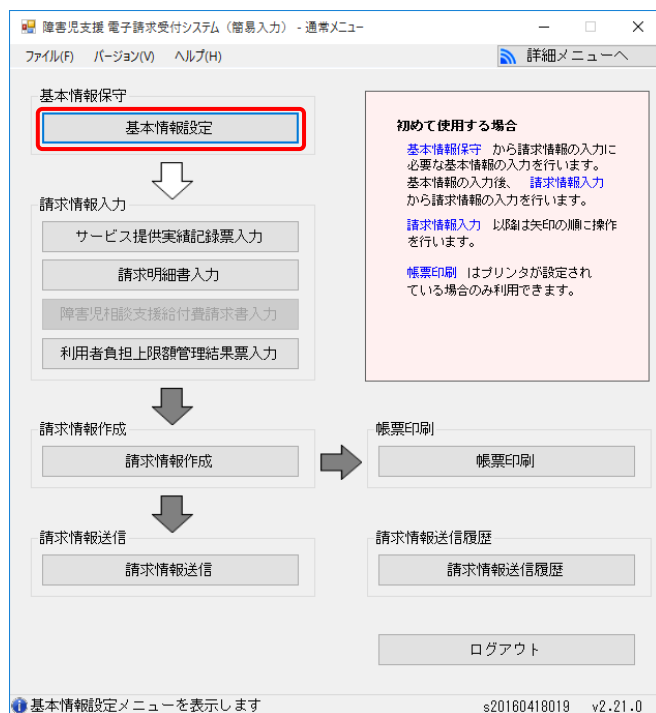 障害児支援 電子請求受付システム（簡易入力） - 通常メニュー
ファイル(F) バージョン(V) ヘルプ(H)
詳細メニューへ
基本情報保守
基本情報設定
請求情報入力
サービス提供実績記録票入力
請求明細書入力
障害児相談支援給付費請求書入力
利用者負担上限額管理結果票入力
請求情報作成
請求情報作成
請求情報送信
請求情報送信
初めて使用する場合
基本情報保守 から請求情報の入力に
必要な基本情報の入力を行います。
基本情報の入力後、 請求情報入力
から請求情報の入力を行います。
請求情報入力 以降は矢印の順に操作
を行います。
帳票印刷 はプリンタが設定され
ている場合のみ利用できます。
帳票印刷
帳票印刷
請求情報送信履歴
請求情報送信履歴
ログアウト
基本情報設定メニューを表示します
s20160418019 v2.21.0